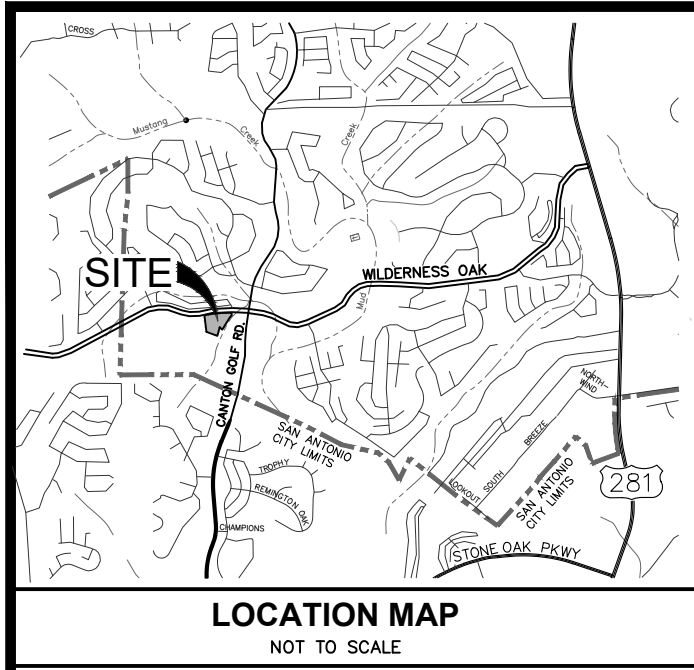 CROSS
Mustang
Creek
Creek
SITE
WILDERNESS OAK
Mud
CANTON GOLF RD.
NORTH-
WIND
SAN ANTONIO
CITY LIMITS
BREEZE
SOUTH
LOOKOUT
TROPHY
REMINGTON OAK
CHAMPIONS
SAN ANTONIO
CITY LIMITS
281
STONE OAK PKWY
LOCATION MAP
NOT TO SCALE